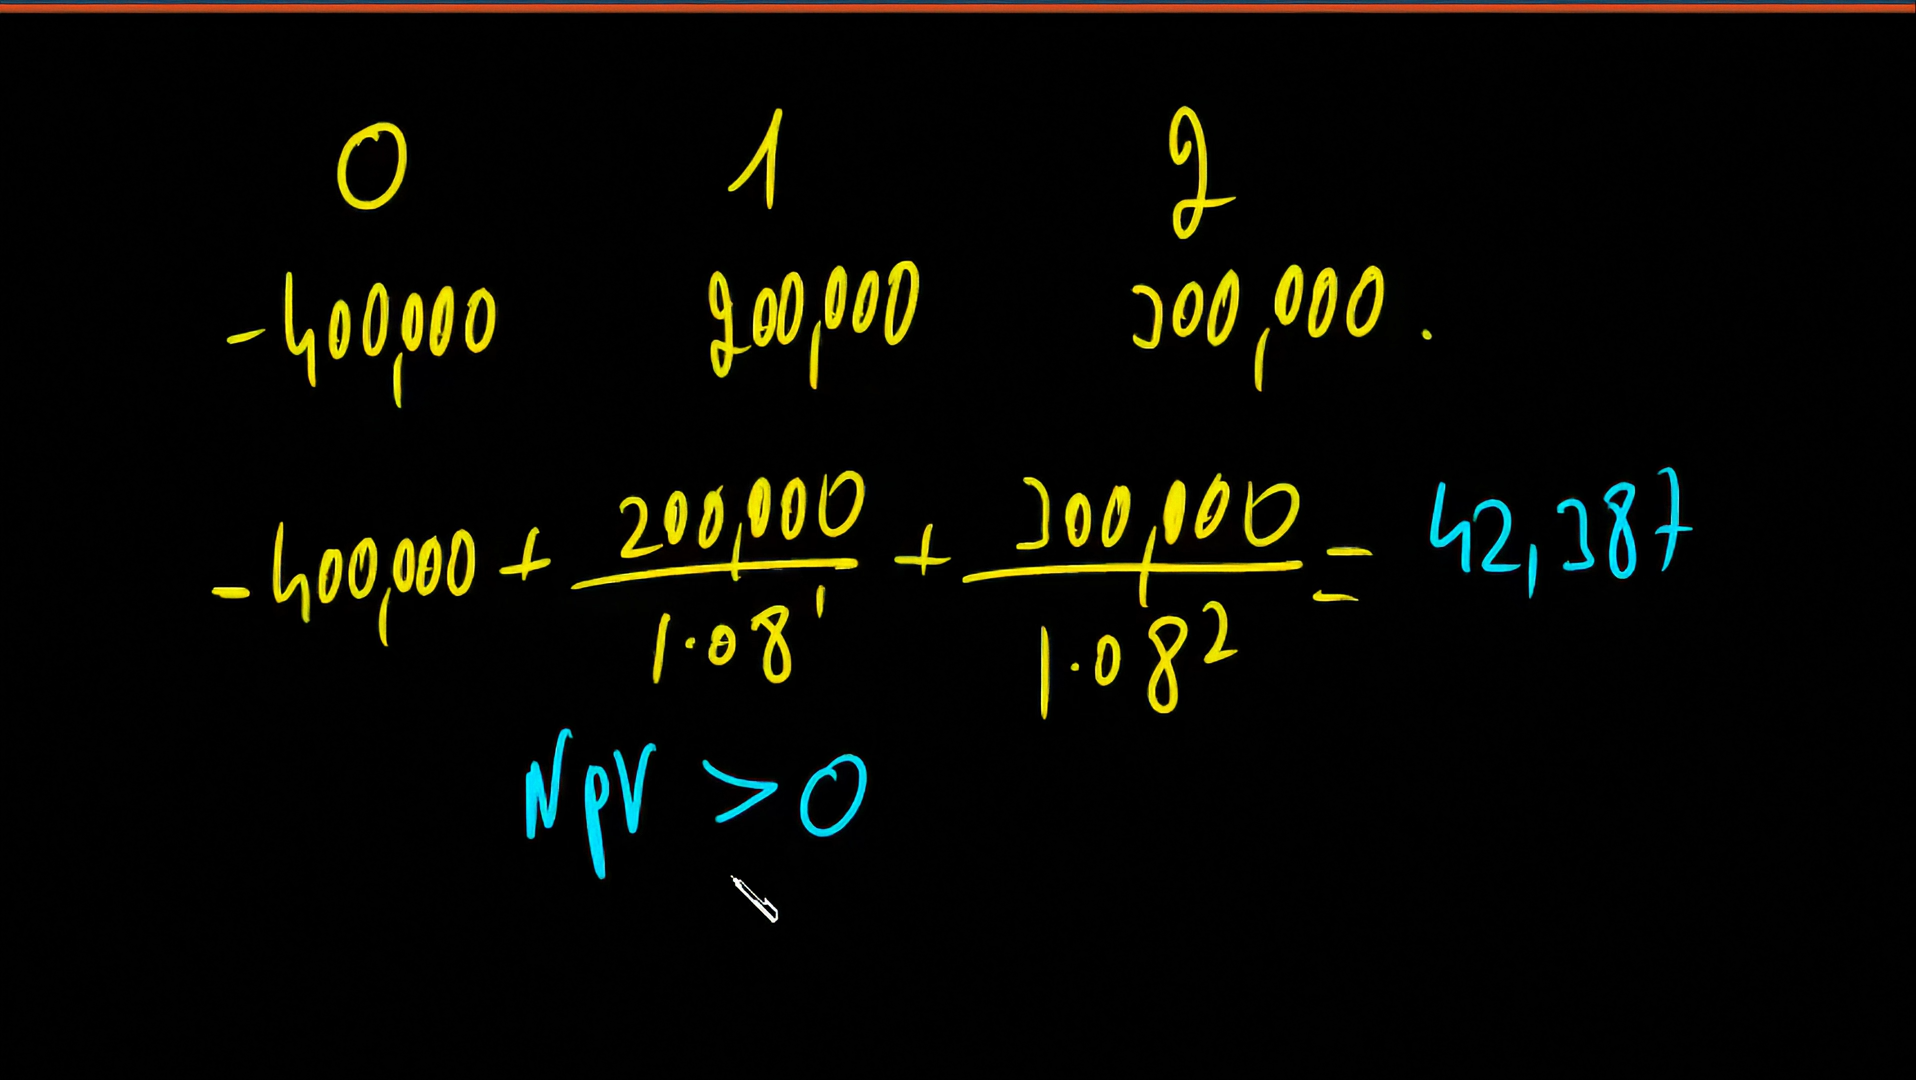 0 1 2
-400,000 200,000 300,000.
-400,000 + 200,000/1.08¹ + 300,000/1.08² = 42,387
NPV > 0